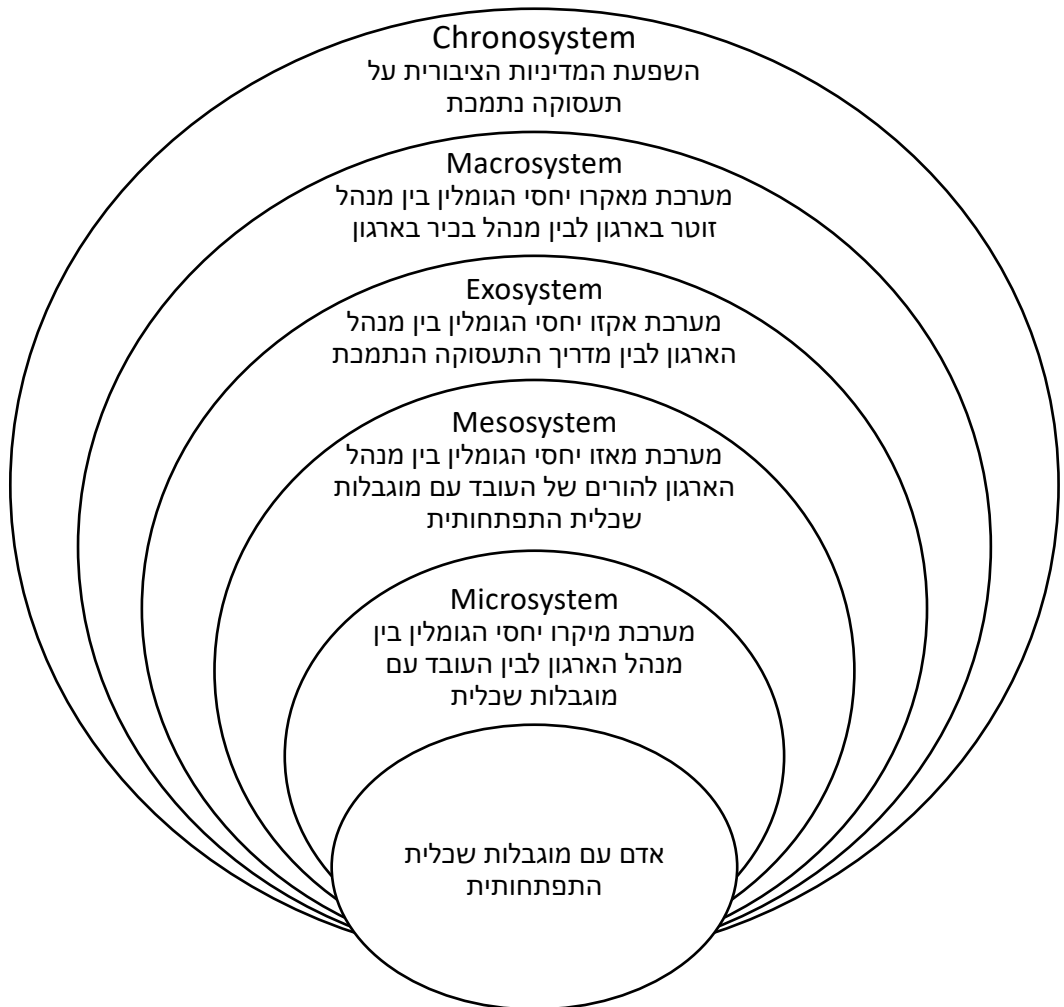 Chronosystem
השפעת המדיניות הציבורית על
תעסוקה נתמכת
Macrosystem
מערכת מאקרו יחסי הגומלין בין מנהל
זוטר בארגון לבין מנהל בכיר בארגון
Exosystem
מערכת אקזו יחסי הגומלין בין מנהל
הארגון לבין מדריך התעסוקה הנתמכת
Mesosystem
מערכת מאזו יחסי הגומלין בין מנהל
הארגון להורים של העובד עם מוגבלות
שכלית התפתחותית
Microsystem
מערכת מיקרו יחסי הגומלין בין
מנהל הארגון לבין העובד עם
מוגבלות שכלית
אדם עם מוגבלות שכלית
התפתחותית